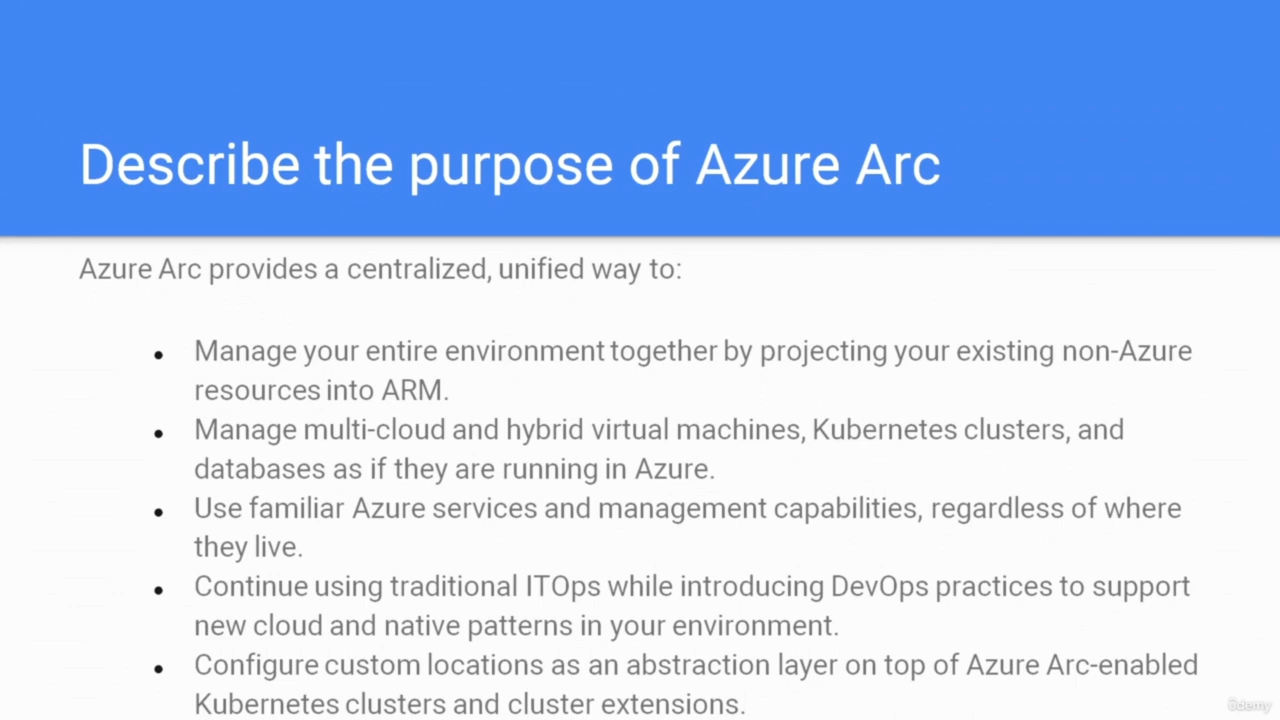 Describe the purpose of Azure Arc
Azure Arc provides a centralized, unified way to:
● Manage your entire environment together by projecting your existing non-Azure
resources into ARM.
● Manage multi-cloud and hybrid virtual machines, Kubernetes clusters, and
databases as if they are running in Azure.
● Use familiar Azure services and management capabilities, regardless of where
they live.
● Continue using traditional ITOps while introducing DevOps practices to support
new cloud and native patterns in your environment.
● Configure custom locations as an abstraction layer on top of Azure Arc-enabled
Kubernetes clusters and cluster extensions.
ûdemy